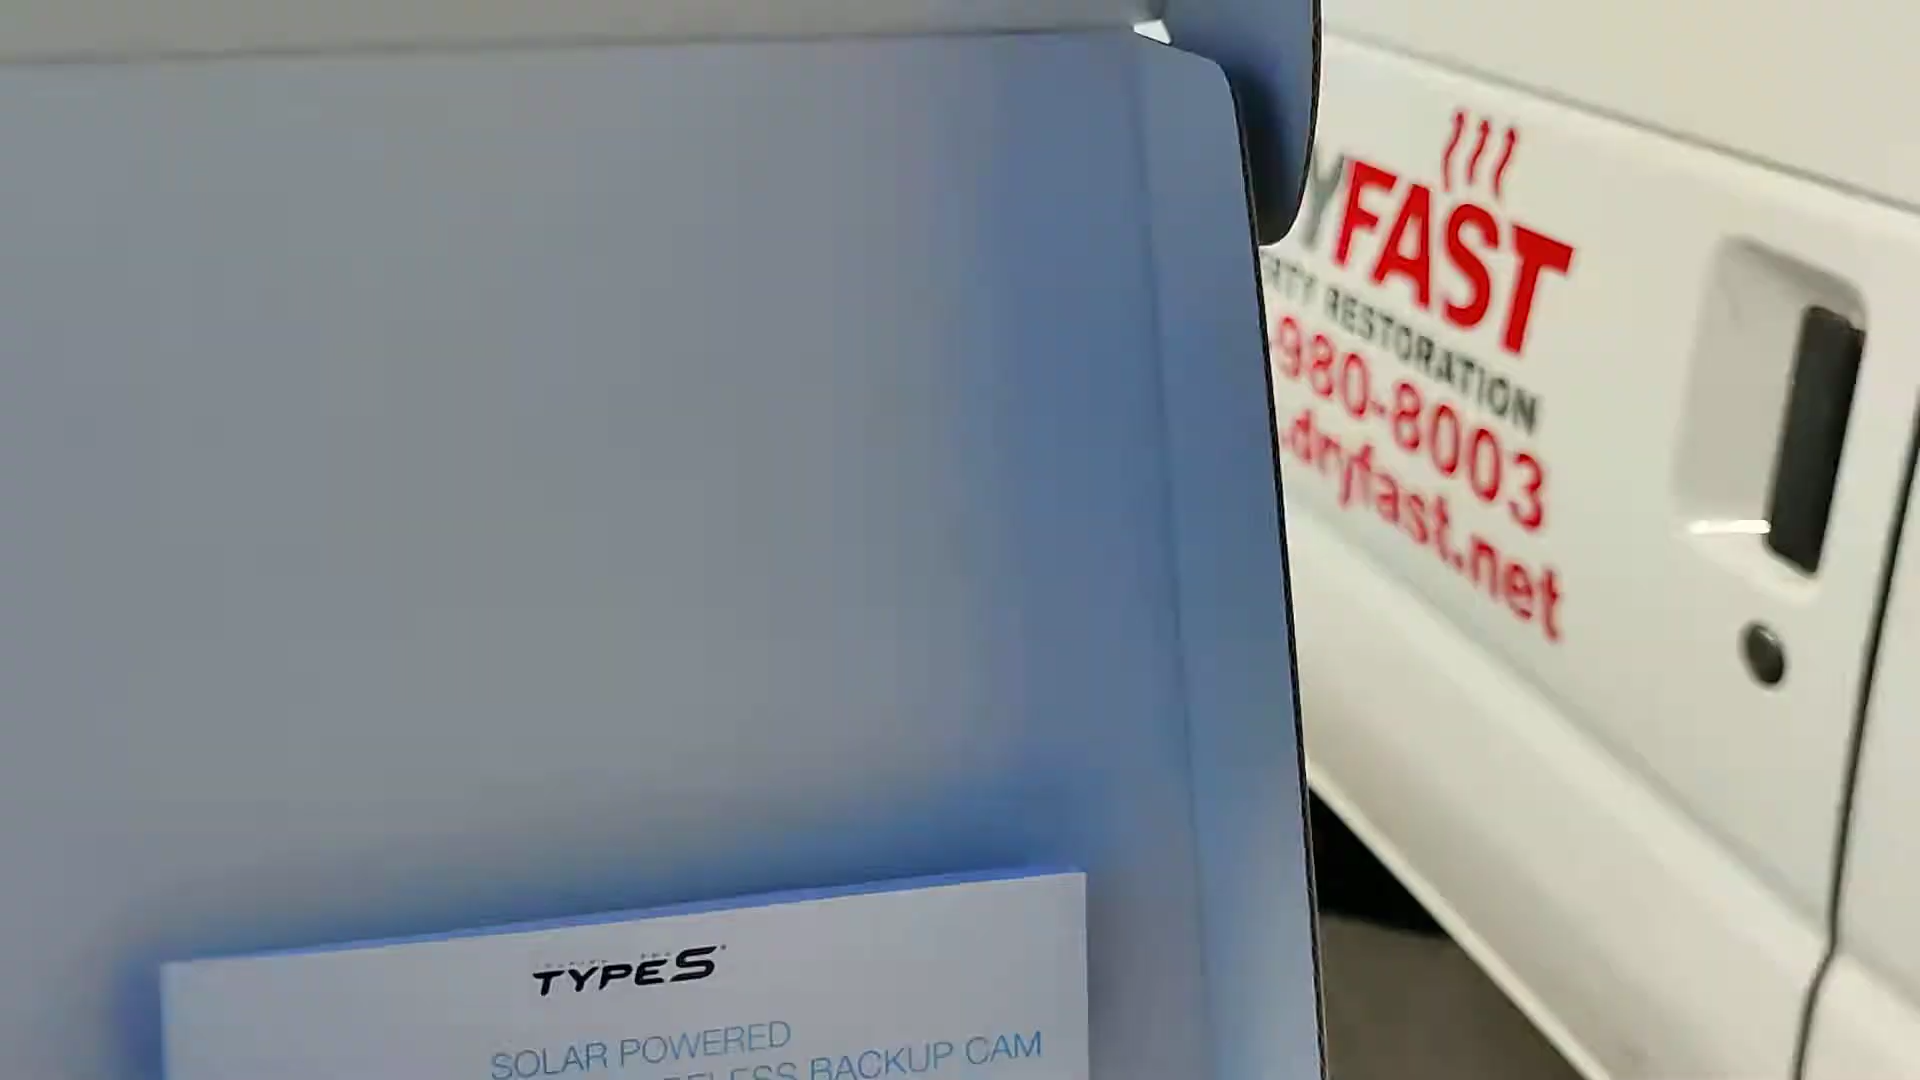 FAST
RESTORATION
980-8003
.dryfast.net
TYPE S
SOLAR POWERED
BACKUP CAM